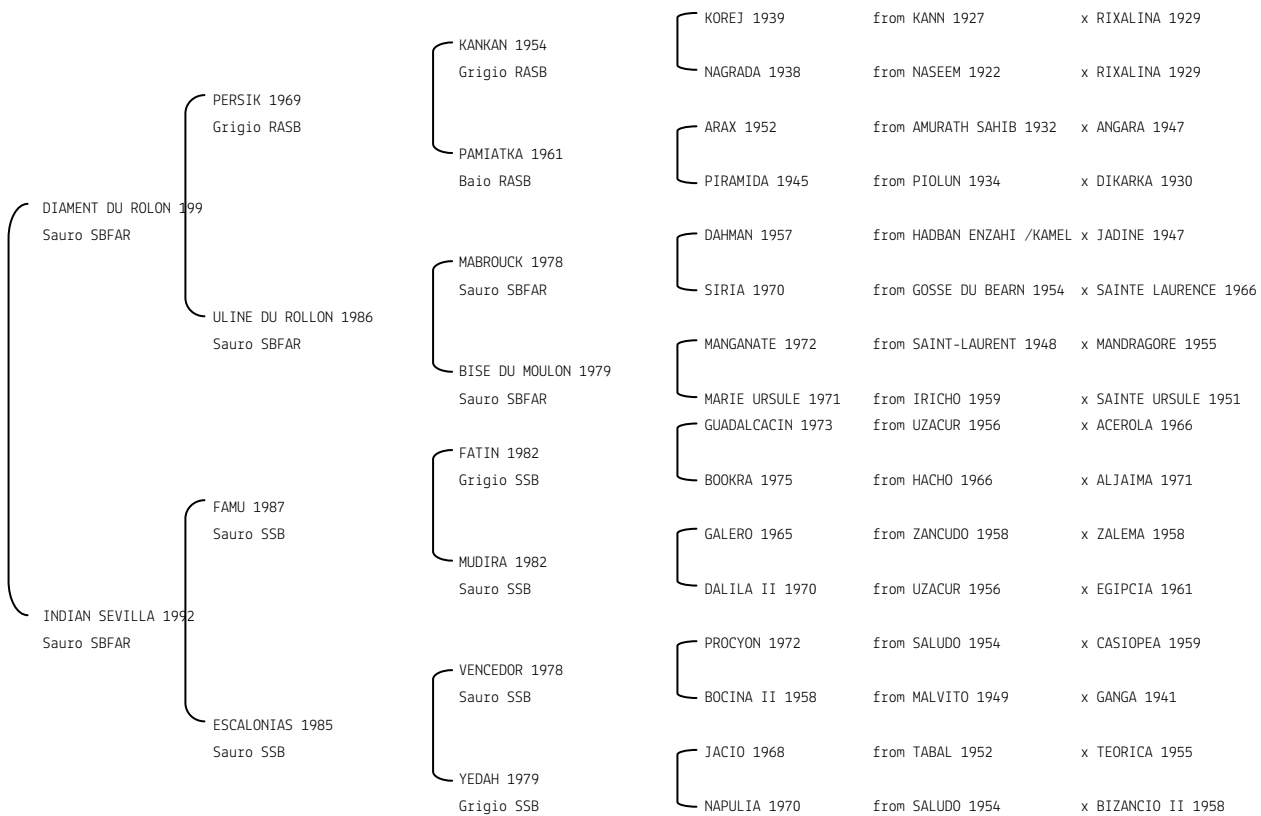 KOREJ 1939 from KANN 1927 x RIXALINA 1929
KANKAN 1954
Grigio RASB NAGRADA 1938 from NASEEM 1922 x RIXALINA 1929
PERSIK 1969
Grigio RASB ARAX 1952 from AMURATH SAHIB 1932 x ANGARA 1947
PAMIATKA 1961
Baio RASB PIRAMIDA 1945 from PIOLUN 1934 x DIKARKA 1930
DIAMENT DU ROLON 199
Sauro SBFAR DAHMAN 1957 from HADBAN ENZAHI /KAMEL x JADINE 1947
MABROUCK 1978
Sauro SBFAR SIRIA 1970 from GOSSE DU BEARN 1954 x SAINTE LAURENCE 1966
ULINE DU ROLLON 1986
Sauro SBFAR MANGANATE 1972 from SAINT-LAURENT 1948 x MANDRAGORE 1955
BISE DU MOULON 1979
Sauro SBFAR MARIE URSULE 1971 from IRICHO 1959 x SAINTE URSULE 1951
GUADALCACIN 1973 from UZACUR 1956 x ACEROLA 1966
FATIN 1982
Grigio SSB BOOKRA 1975 from HACHO 1966 x ALJAIMA 1971
FAMU 1987
Sauro SSB GALERO 1965 from ZANCUDO 1958 x ZALEMA 1958
MUDIRA 1982
Sauro SSB DALILA II 1970 from UZACUR 1956 x EGIPCIA 1961
INDIAN SEVILLA 1992
Sauro SBFAR PROCYON 1972 from SALUDO 1954 x CASIOPEA 1959
VENCEDOR 1978
Sauro SSB BOCINA II 1958 from MALVITO 1949 x GANGA 1941
ESCALONIAS 1985
Sauro SSB JACIO 1968 from TABAL 1952 x TEORICA 1955
YEDAH 1979
Grigio SSB NAPULIA 1970 from SALUDO 1954 x BIZANCIO II 1958